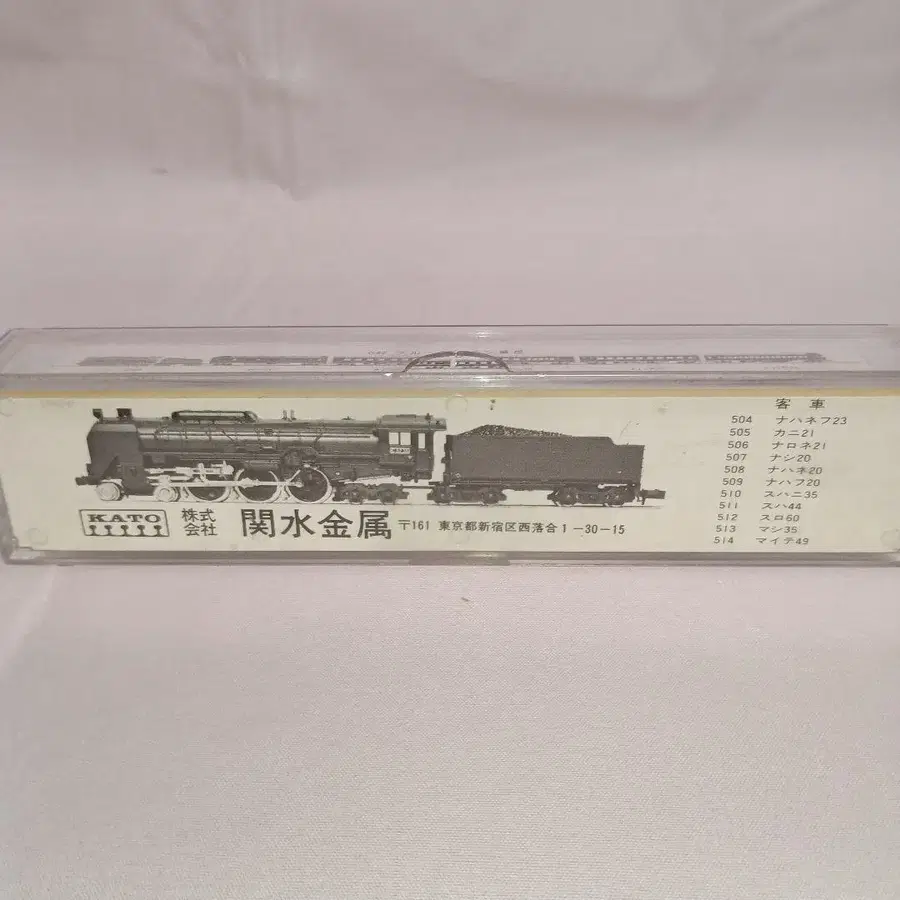 客車
504 ナハネフ23
505 カニ21
506 ナロネ21
507 ナシ20
508 ナハネ20
509 ナハフ20
510 スハニ35
511 スハ44
512 スロ60
513 マシ35
514 マイテ49
KATO
株式会社 関水金属 〒161 東京都新宿区西落合1-30-15